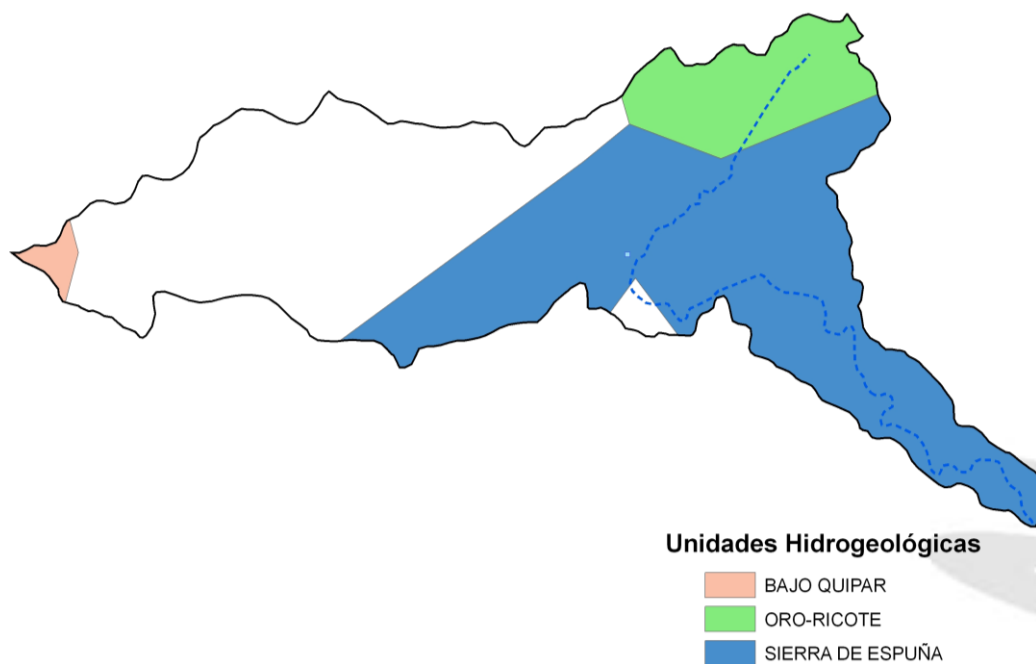 Unidades Hidrogeológicas
BAJO QUIPAR
ORO-RICOTE
SIERRA DE ESPUÑA